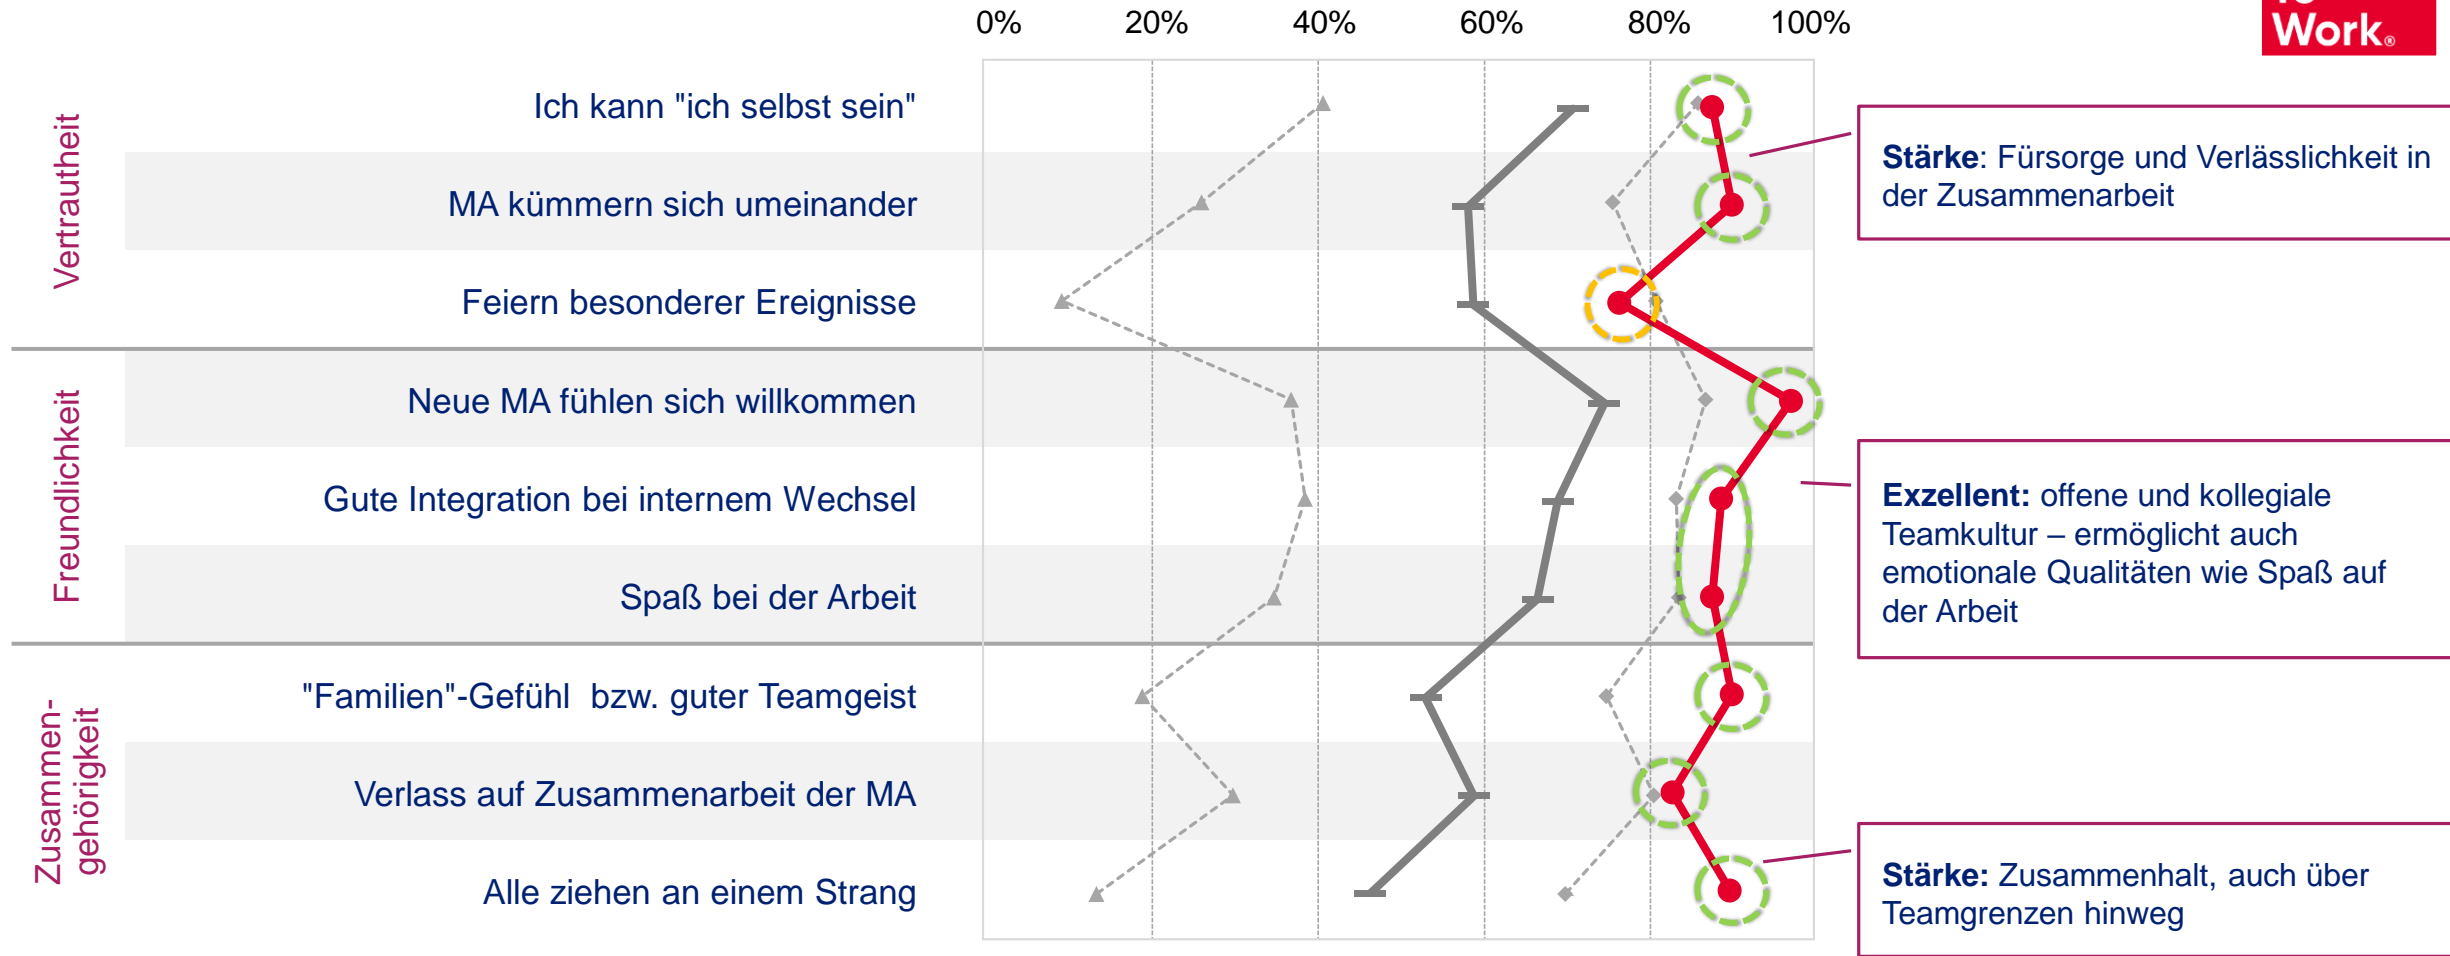 0% 20% 40% 60% 80% 100%
Work®
Vertrautheit
Ich kann "ich selbst sein"
MA kümmern sich umeinander
Feiern besonderer Ereignisse
Stärke: Fürsorge und Verlässlichkeit in
der Zusammenarbeit
Freundlichkeit
Neue MA fühlen sich willkommen
Gute Integration bei internem Wechsel
Spaß bei der Arbeit
Exzellent: offene und kollegiale
Teamkultur – ermöglicht auch
emotionale Qualitäten wie Spaß auf
der Arbeit
Zusammen-
gehörigkeit
"Familien"-Gefühl  bzw. guter Teamgeist
Verlass auf Zusammenarbeit der MA
Alle ziehen an einem Strang
Stärke: Zusammenhalt, auch über
Teamgrenzen hinweg